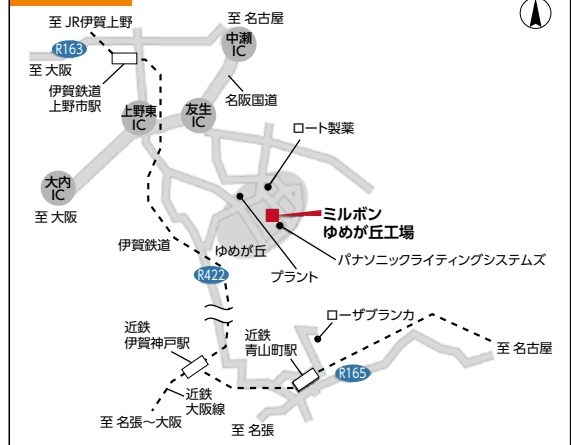 至 JR伊賀上野
至 名古屋
中瀬
IC
R163
至 大阪
伊賀鉄道
上野市駅
名阪国道
上野東
IC
友生
IC
ロート製薬
大内
IC
至 大阪
ミルボン
ゆめが丘工場
伊賀鉄道
ゆめが丘
パナソニックライティングシステムズ
プラント
R422
ローザブランカ
近鉄
伊賀神戸駅
近鉄
青山町駅
至 名古屋
R165
近鉄
大阪線
至 名張〜大阪
至 名張